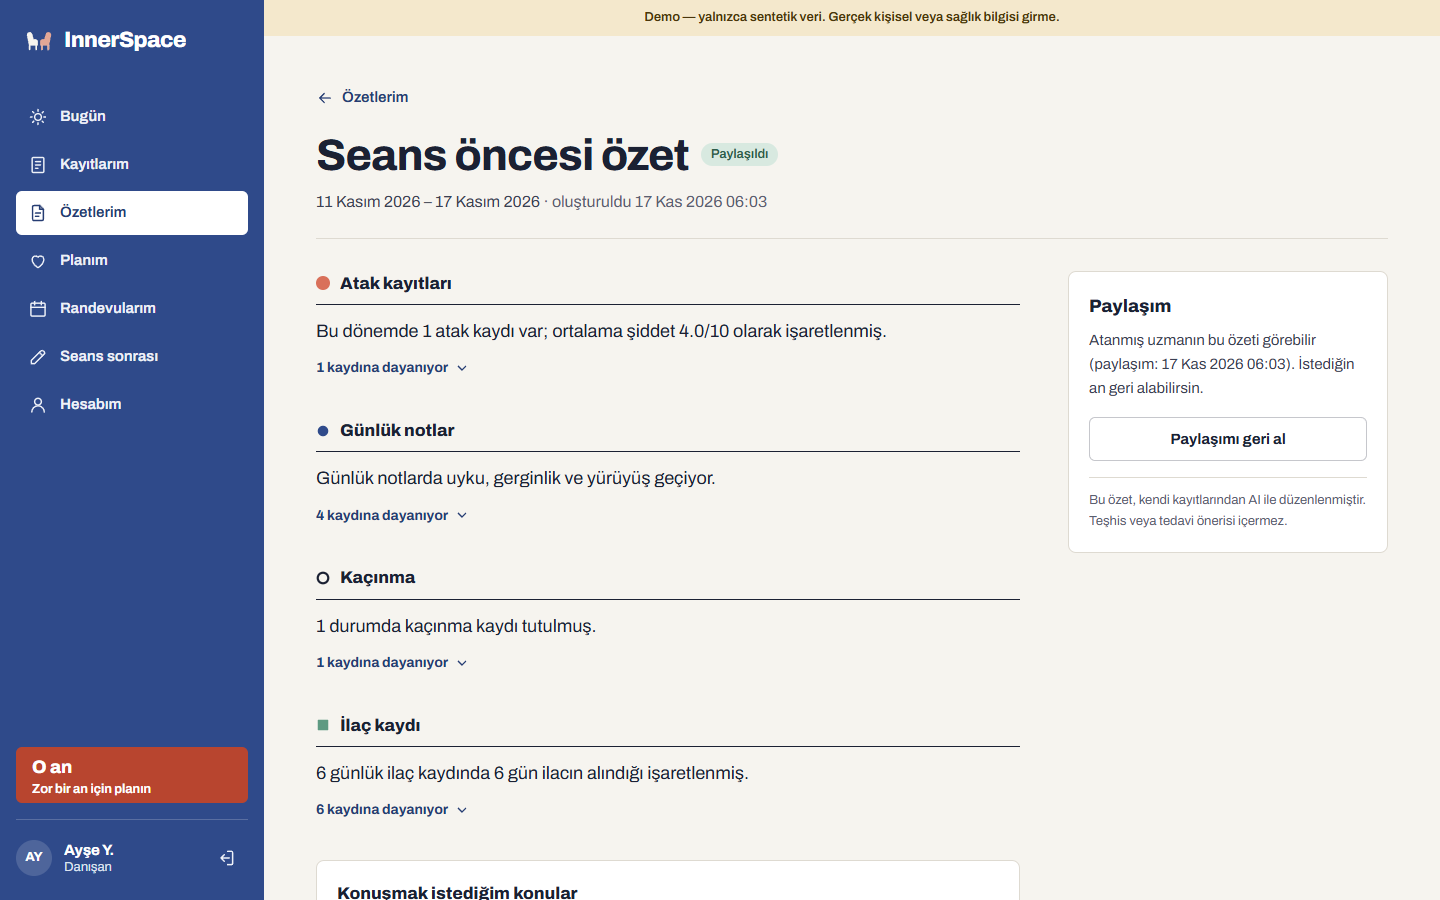 Demo — yalnızca sentetik veri. Gerçek kişisel veya sağlık bilgisi girme.
InnerSpace
Bugün
Kayıtlarım
Özetlerim
Planım
Randevularım
Seans sonrası
Hesabım
O an
Zor bir an için planın
AY
Ayşe Y.
Danışan
Özetlerim
Seans öncesi özet
Paylaşıldı
11 Kasım 2026 – 17 Kasım 2026 · oluşturuldu 17 Kas 2026 06:03
Atak kayıtları
Bu dönemde 1 atak kaydı var; ortalama şiddet 4.0/10 olarak işaretlenmiş.
1 kaydına dayanıyor
Günlük notlar
Günlük notlarda uyku, gerginlik ve yürüyüş geçiyor.
4 kaydına dayanıyor
Kaçınma
1 durumda kaçınma kaydı tutulmuş.
1 kaydına dayanıyor
İlaç kaydı
6 günlük ilaç kaydında 6 gün ilacın alındığı işaretlenmiş.
6 kaydına dayanıyor
Konuşmak istediğim konular
Paylaşım
Atanmış uzmanın bu özeti görebilir
(paylaşım: 17 Kas 2026 06:03). İstediğin
an geri alabilirsin.
Paylaşımı geri al
Bu özet, kendi kayıtlarından AI ile düzenlenmiştir.
Teşhis veya tedavi önerisi içermez.